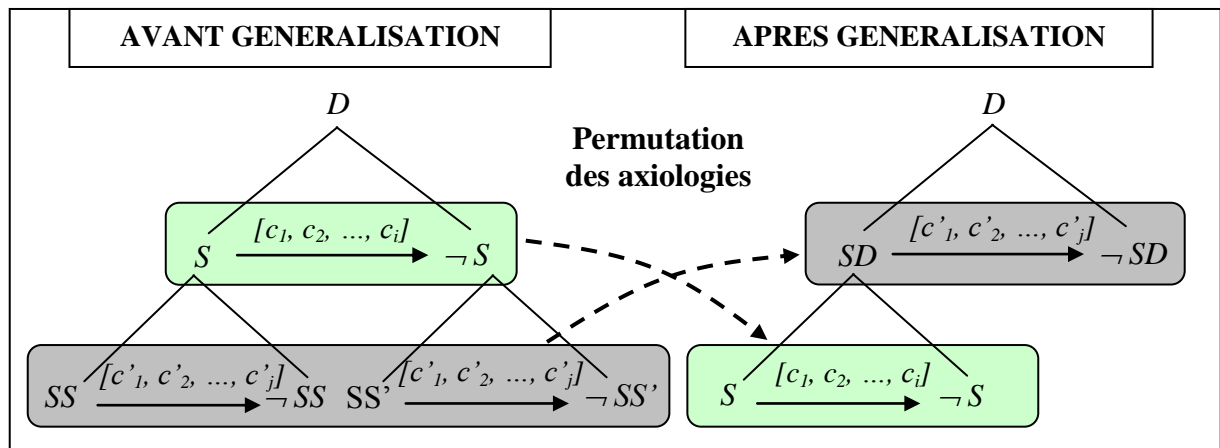 AVANT GENERALISATION
APRES GENERALISATION
D
D
Permutation
des axiologies
[c1, c2, ..., ci]
S
¬ S
[c'1, c'2, ..., c'j]
SD
¬ SD
[c'1, c'2, ..., c'j]
SS
¬ SS
[c'1, c'2, ..., c'j]
SS'
¬ SS'
[c1, c2, ..., ci]
S
¬ S